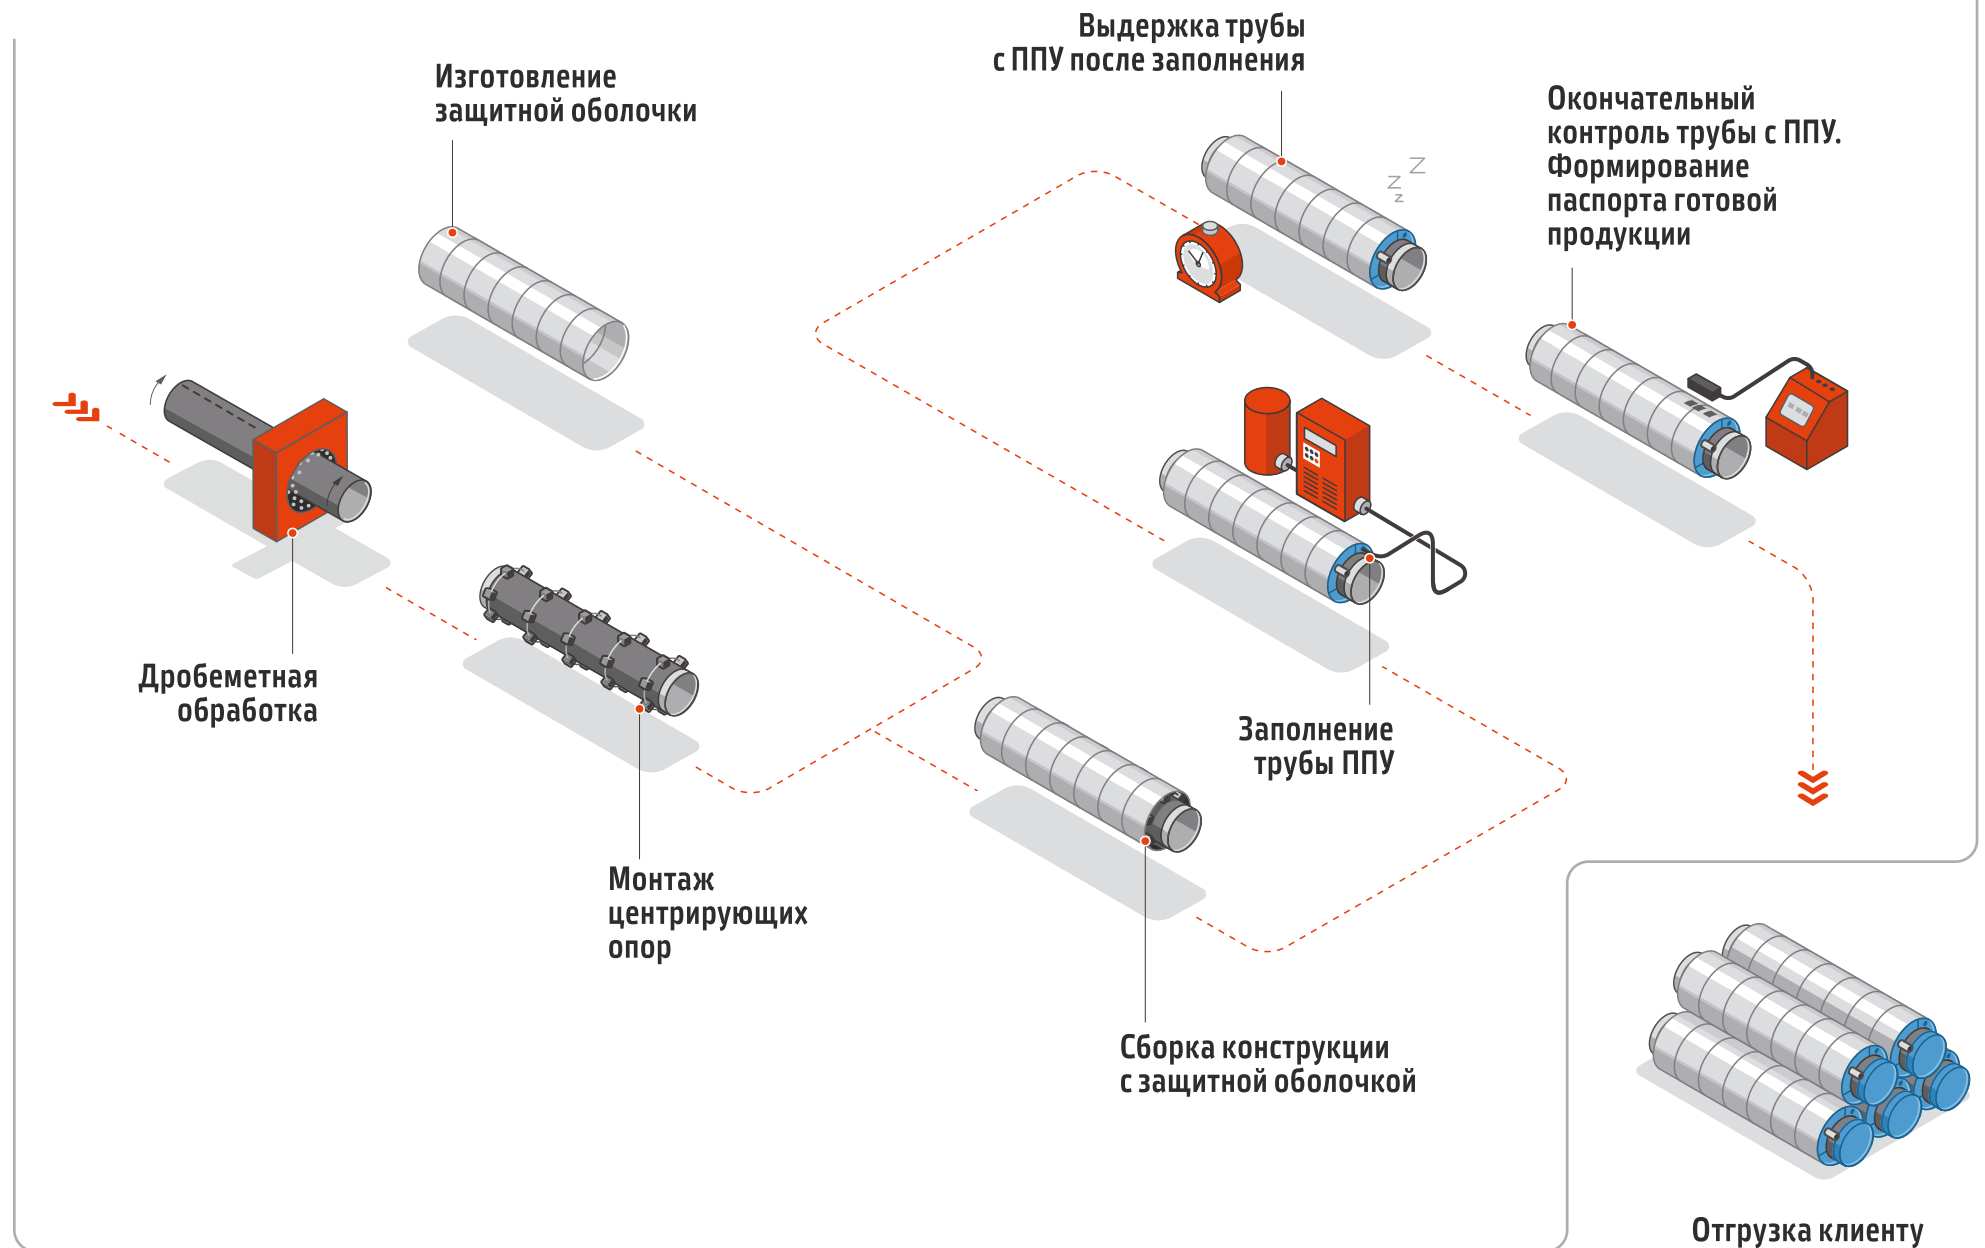 Выдержка трубы
с ППУ после заполнения
Изготовление
защитной оболочки
Окончательный
контроль трубы с ППУ.
Формирование
паспорта готовой
продукции
z
z
z
Дробеметная
обработка
Заполнение
трубы ППУ
Монтаж
центрирующих
опор
Сборка конструкции
с защитной оболочкой
Отгрузка клиенту